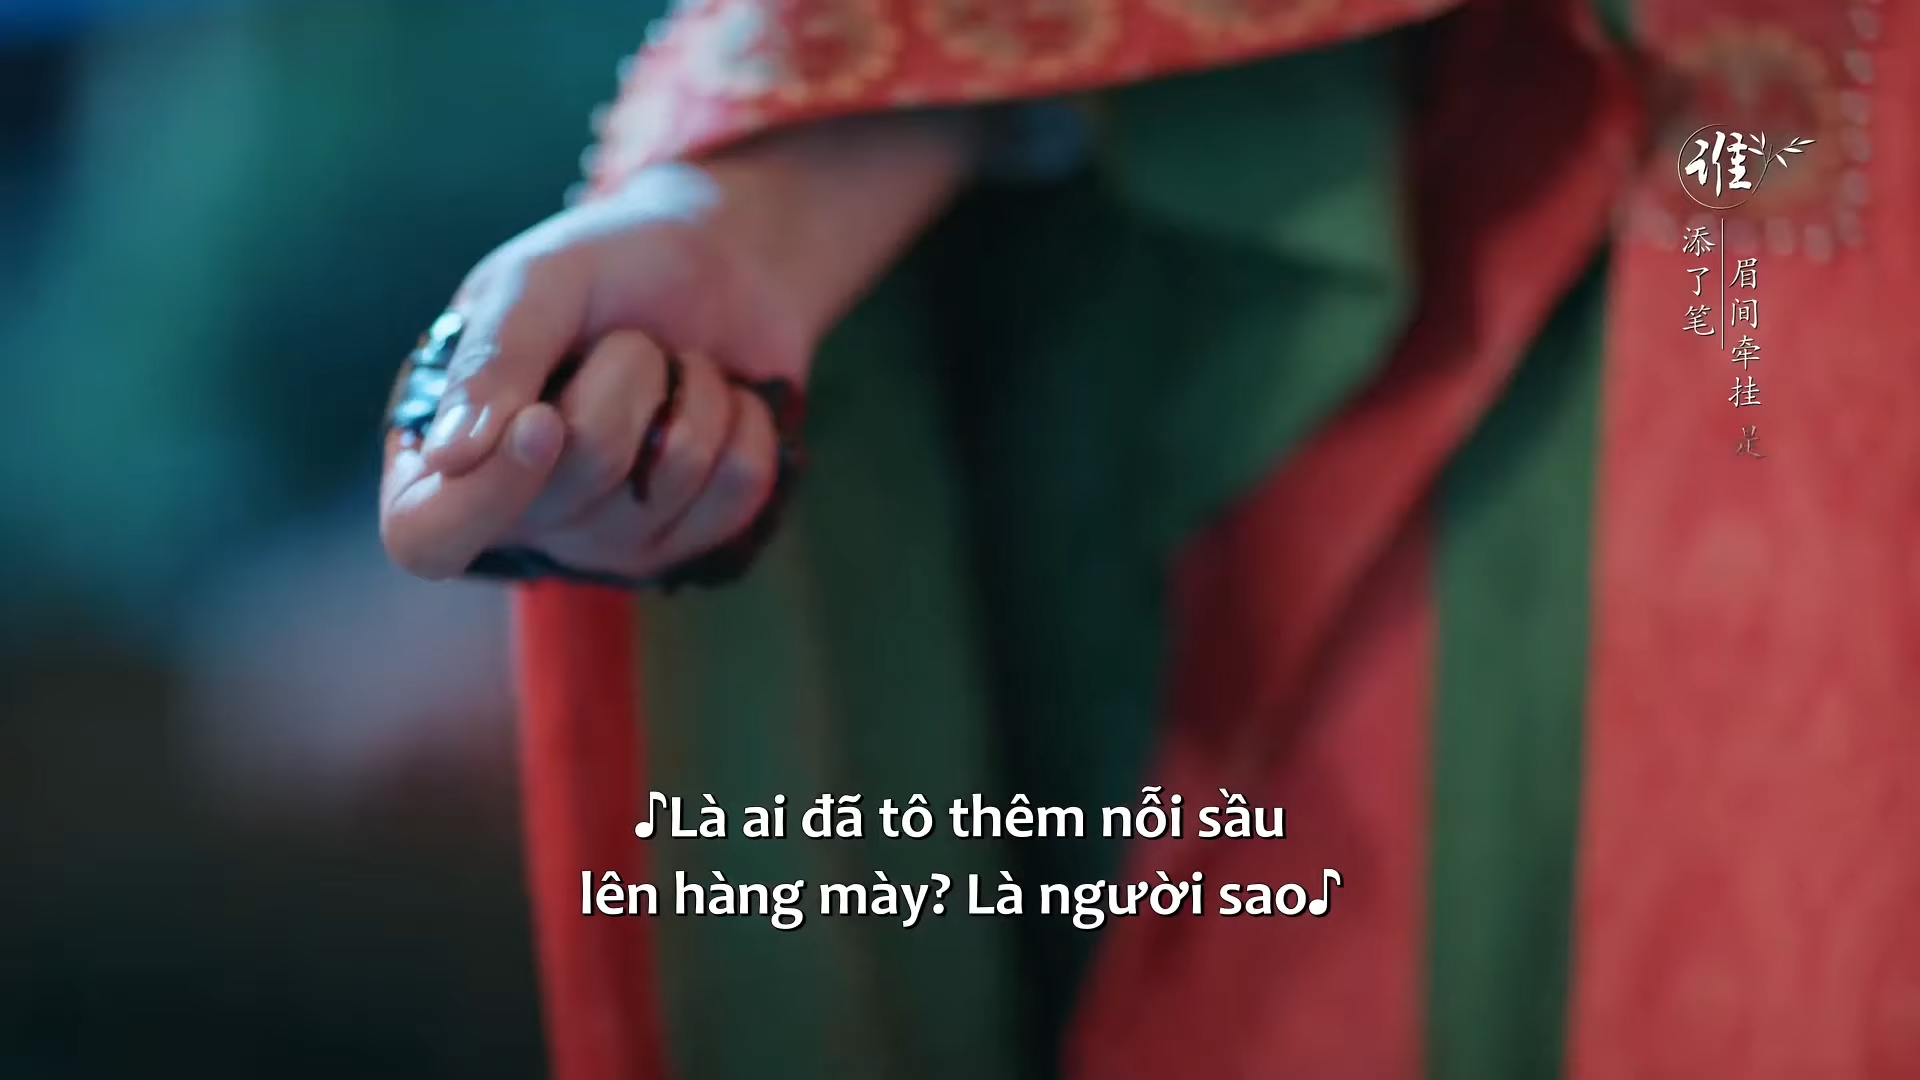 谁
添了笔
眉间牵挂 是
♪Là ai đã tô thêm nỗi sầu
lên hàng mày? Là người sao♪